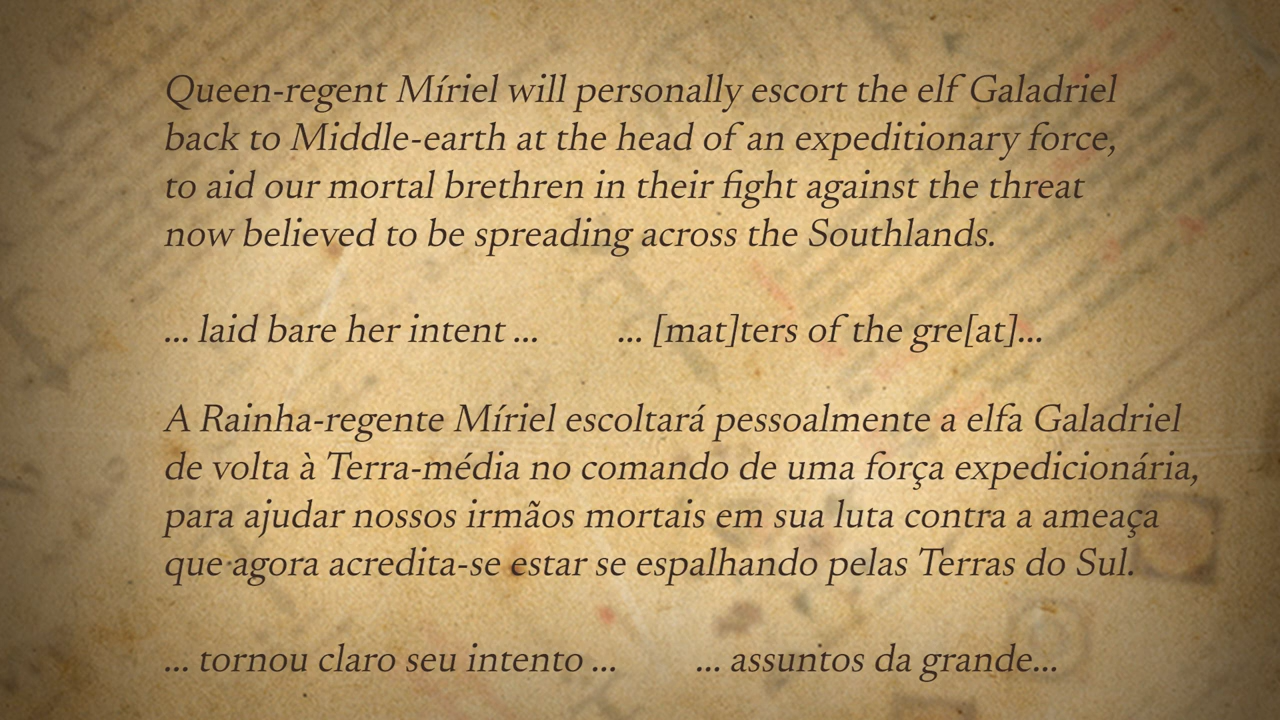 Queen-regent Míriel will personally escort the elf Galadriel
back to Middle-earth at the head of an expeditionary force,
to aid our mortal brethren in their fight against the threat
now believed to be spreading across the Southlands.
... laid bare her intent ... ... [mat]ters of the gre[at]...
A Rainha-regente Míriel escoltará pessoalmente a elfa Galadriel
de volta à Terra-média no comando de uma força expedicionária,
para ajudar nossos irmãos mortais em sua luta contra a ameaça
que agora acredita-se estar se espalhando pelas Terras do Sul.
... tornou claro seu intento ... ... assuntos da grande...